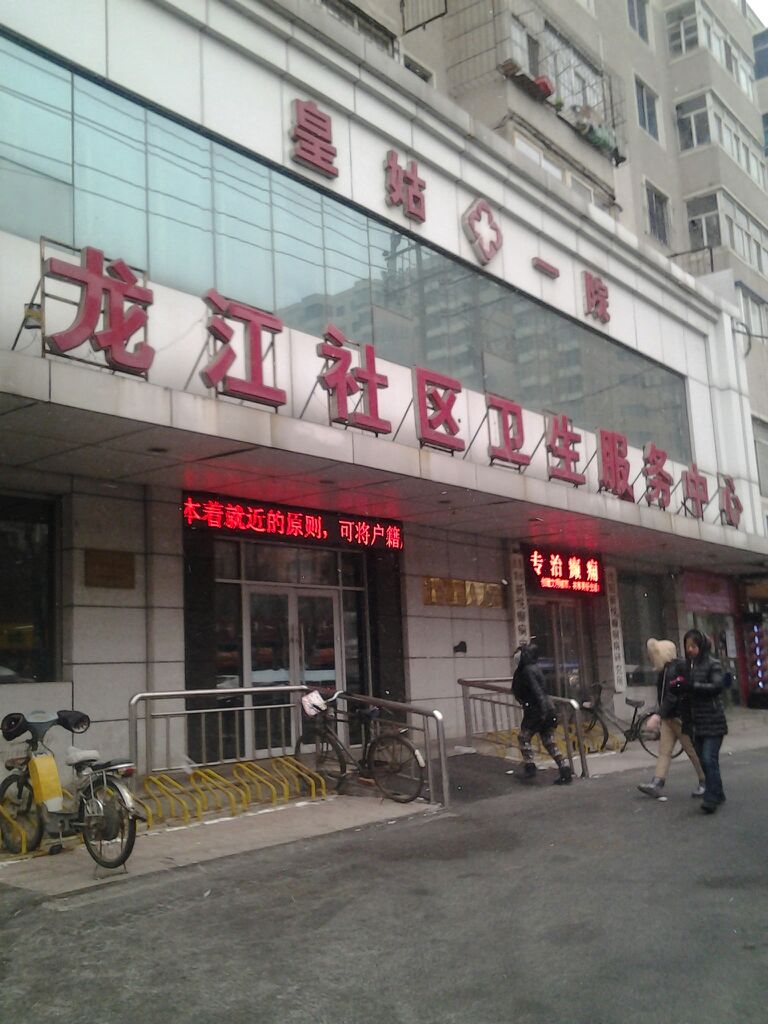 皇姑一院
龙江社区卫生服务中心
本着就近的原则，可将户籍
专治癫痫